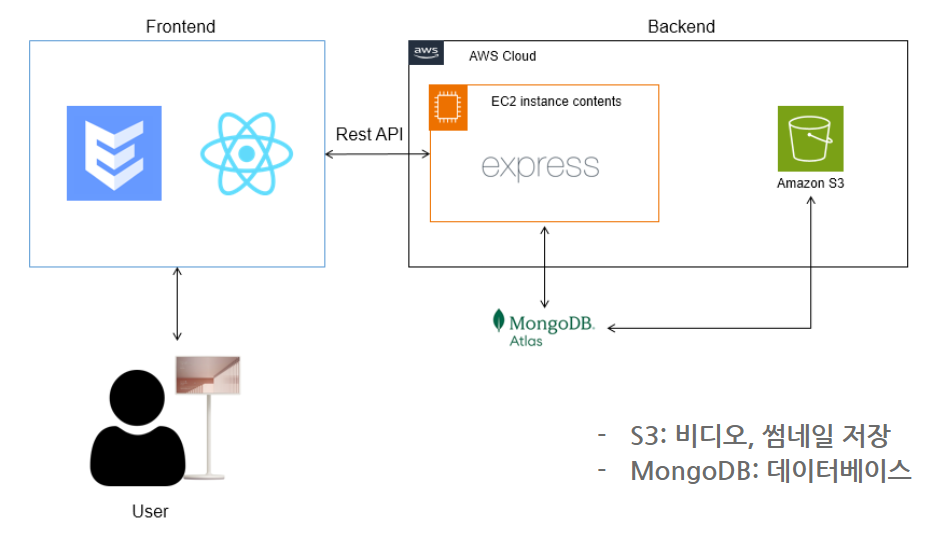 Frontend
Backend
aws
AWS Cloud
EC2 instance contents
Rest API
express
Amazon S3
MongoDB.
Atlas
- S3: 비디오, 썸네일 저장
- MongoDB: 데이터베이스
User